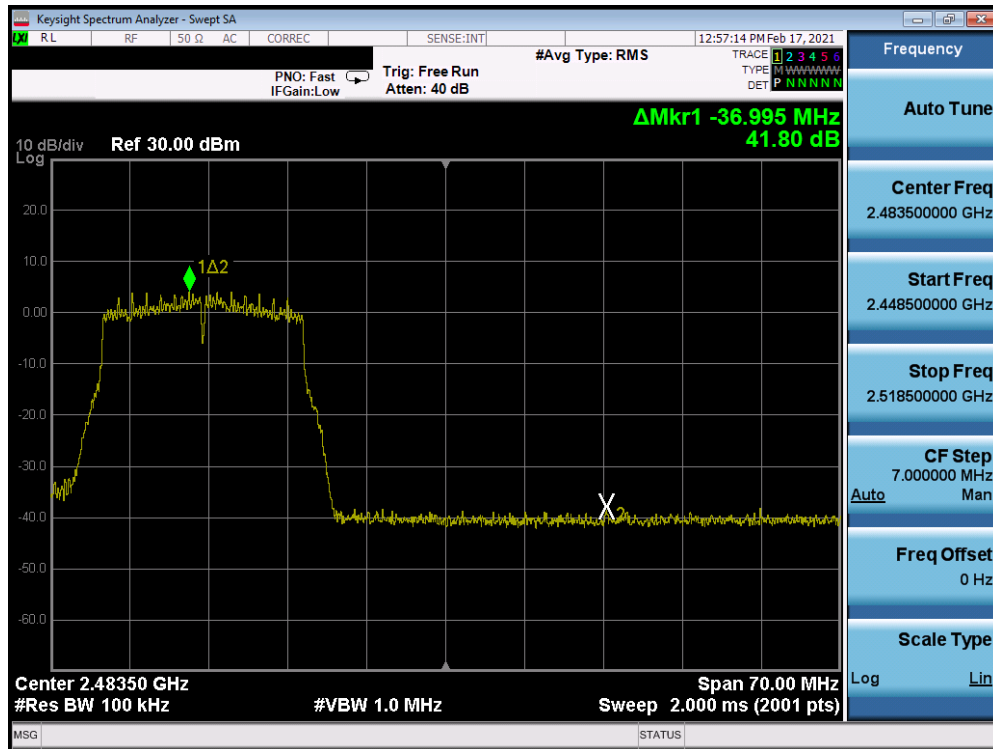 Keysight Spectrum Analyzer - Swept SA
LXI RL RF 50 Ω AC CORREC SENSE:INT 12:57:14 PM Feb 17, 2021
#Avg Type: RMS
TRACE 1 2 3 4 5 6
PNO: Fast Trig: Free Run
TYPE M W W W W W
IFGain:Low Atten: 40 dB
DET P N N N N N
ΔMkr1 -36.995 MHz
41.80 dB
10 dB/div Ref 30.00 dBm
Log
20.0
10.0
1Δ2
0.00
-10.0
-20.0
-30.0
-40.0
2
-50.0
-60.0
Center 2.48350 GHz Span 70.00 MHz
#Res BW 100 kHz #VBW 1.0 MHz Sweep 2.000 ms (2001 pts)
MSG STATUS
Frequency
Auto Tune
Center Freq
2.483500000 GHz
Start Freq
2.448500000 GHz
Stop Freq
2.518500000 GHz
CF Step
7.000000 MHz
Auto Man
Freq Offset
0 Hz
Scale Type
Log Lin